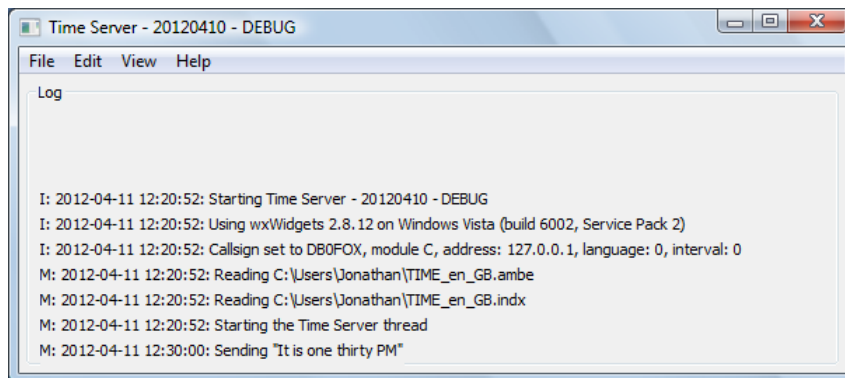 Time Server - 20120410 - DEBUG
File Edit View Help
Log
I: 2012-04-11 12:20:52: Starting Time Server - 20120410 - DEBUG
I: 2012-04-11 12:20:52: Using wxWidgets 2.8.12 on Windows Vista (build 6002, Service Pack 2)
I: 2012-04-11 12:20:52: Callsign set to DB0FOX, module C, address: 127.0.0.1, language: 0, interval: 0
M: 2012-04-11 12:20:52: Reading C:\Users\Jonathan\TIME_en_GB.ambe
M: 2012-04-11 12:20:52: Reading C:\Users\Jonathan\TIME_en_GB.indx
M: 2012-04-11 12:20:52: Starting the Time Server thread
M: 2012-04-11 12:30:00: Sending "It is one thirty PM"